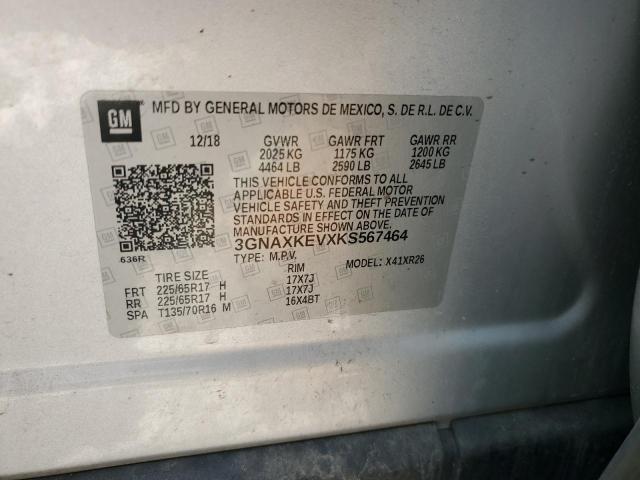 GM MFD BY GENERAL MOTORS DE MEXICO, S. DE R.L. DE C.V.
12/18 GVWR GAWR FRT GAWR RR
2025 KG 1175 KG 1200 KG
4464 LB 2590 LB 2645 LB
THIS VEHICLE CONFORMS TO ALL
APPLICABLE U.S. FEDERAL MOTOR
VEHICLE SAFETY AND THEFT PREVENTION
STANDARDS IN EFFECT ON THE DATE OF
MANUFACTURE SHOWN ABOVE.
3GNAXKEVXKS567464
636R TYPE: M.P.V. MODEL: X41XR26
TIRE SIZE RIM
FRT 225/65R17 H 17X7J
RR 225/65R17 H 17X7J
SPA T135/70R16 M 16X4BT